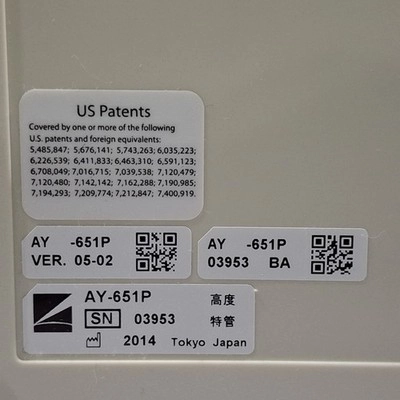 US Patents
Covered by one or more of the following
U.S. patents and foreign equivalents:
5,485,847; 5,676,141; 5,743,263; 6,035,223;
6,226,539; 6,411,833; 6,463,310; 6,591,123;
6,708,049; 7,016,715; 7,039,538; 7,120,479;
7,120,480; 7,142,142; 7,162,288; 7,190,985;
7,194,293; 7,209,774; 7,212,847; 7,400,919.
AY -651P
VER. 05-02
AY -651P
03953 BA
AY-651P 高度
SN 03953 特管
2014 Tokyo Japan